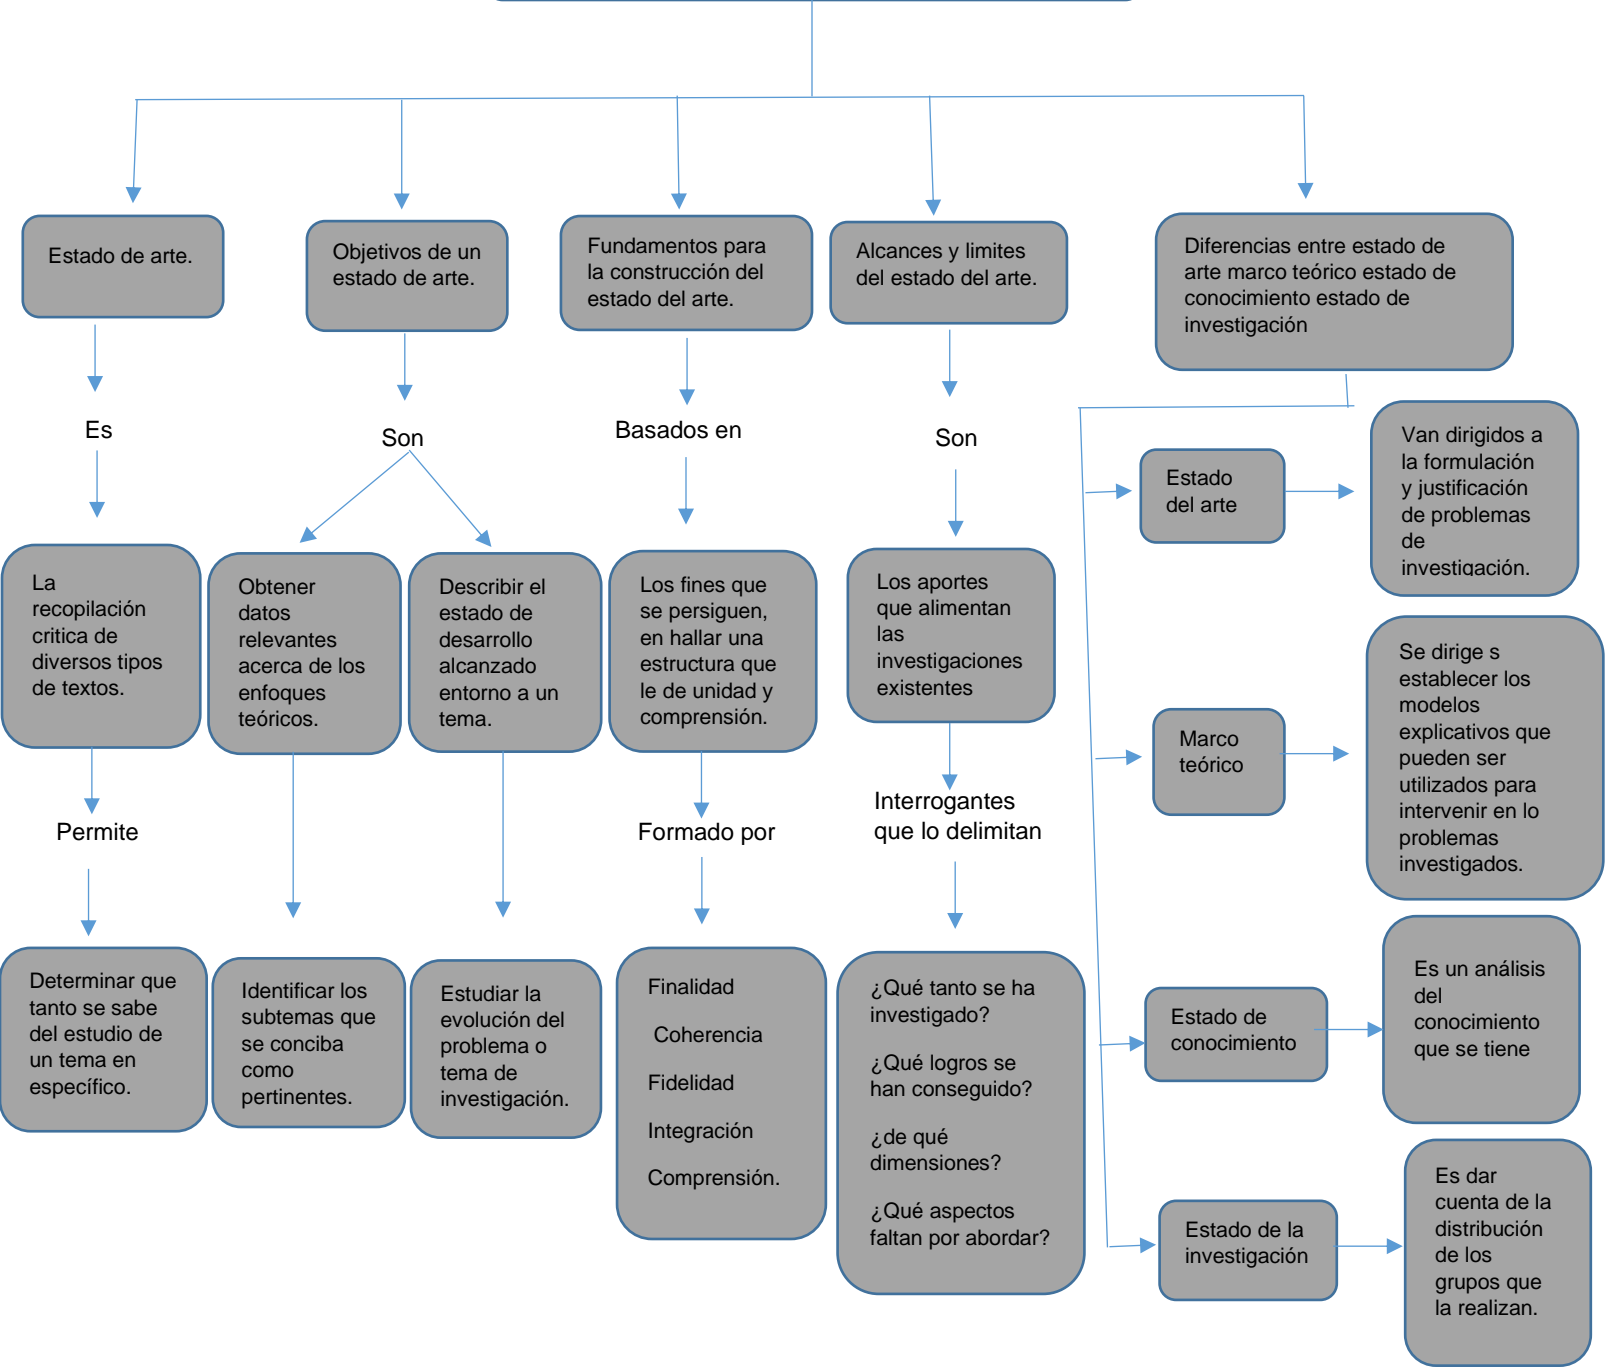 Estado de arte.
Objetivos de un
estado de arte.
Fundamentos para
la construcción del
estado del arte.
Alcances y limites
del estado del arte.
Diferencias entre estado de
arte marco teórico estado de
conocimiento estado de
investigación
Es
Son
Basados en
Son
La
recopilación
critica de
diversos tipos
de textos.
Obtener
datos
relevantes
acerca de los
enfoques
teóricos.
Describir el
estado de
desarrollo
alcanzado
entorno a un
tema.
Los fines que
se persiguen,
en hallar una
estructura que
le de unidad y
comprensión.
Los aportes
que alimentan
las
investigaciones
existentes
Permite
Formado por
Interrogantes
que lo delimitan
Determinar que
tanto se sabe
del estudio de
un tema en
específico.
Identificar los
subtemas que
se conciba
como
pertinentes.
Estudiar la
evolución del
problema o
tema de
investigación.
Finalidad
Coherencia
Fidelidad
Integración
Comprensión.
¿Qué tanto se ha
investigado?
¿Qué logros se
han conseguido?
¿de qué
dimensiones?
¿Qué aspectos
faltan por abordar?
Estado
del arte
Van dirigidos a
la formulación
y justificación
de problemas
de
investigación.
Marco
teórico
Se dirige s
establecer los
modelos
explicativos que
pueden ser
utilizados para
intervenir en lo
problemas
investigados.
Estado de
conocimiento
Es un análisis
del
conocimiento
que se tiene
Estado de la
investigación
Es dar
cuenta de la
distribución
de los
grupos que
la realizan.